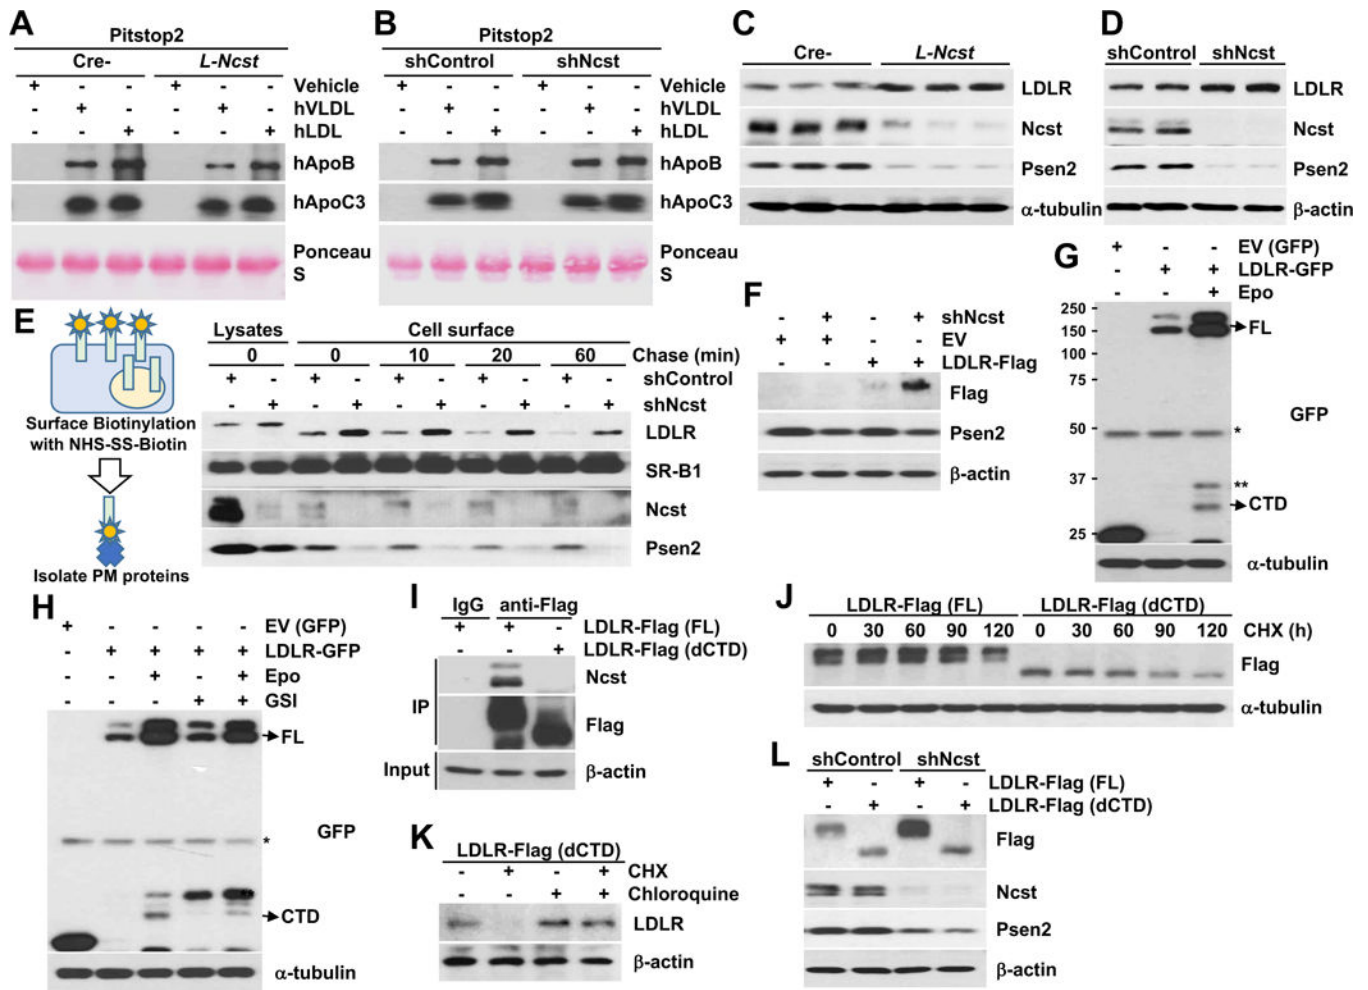 A
Pitstop2
Cre- L-Ncst
+ - - + - - Vehicle
- + - - + - hVLDL
- - + - - + hLDL
hApoB
hApoC3
Ponceau
S
B
Pitstop2
shControl shNcst
+ - - + - - Vehicle
- + - - + - hVLDL
- - + - - + hLDL
hApoB
hApoC3
Ponceau
S
C
Cre- L-Ncst
LDLR
Ncst
Psen2
α-tubulin
D
shControl shNcst
LDLR
Ncst
Psen2
β-actin
E
Surface Biotinylation
with NHS-SS-Biotin
Isolate PM proteins
Lysates Cell surface
0 0 10 20 60 Chase (min)
+ - + - + - + - + - shControl
- + - + - + - + - + shNcst
LDLR
SR-B1
Ncst
Psen2
F
- + - + shNcst
+ + - - EV
- - + + LDLR-Flag
Flag
Psen2
β-actin
G
+ - - EV (GFP)
- + + LDLR-GFP
- - + Epo
250
150
100
75
50
37
25
FL
GFP
*
**
CTD
α-tubulin
H
+ - - - - EV (GFP)
- + + + + LDLR-GFP
- - + - + Epo
- - - + + GSI
FL
GFP
*
CTD
α-tubulin
I
IgG anti-Flag
+ + - LDLR-Flag (FL)
- - + LDLR-Flag (dCTD)
IP
Ncst
Flag
Input
β-actin
J
LDLR-Flag (FL) LDLR-Flag (dCTD)
0 30 60 90 120 0 30 60 90 120 CHX (h)
Flag
α-tubulin
K
LDLR-Flag (dCTD)
- + - + CHX
- - + + Chloroquine
LDLR
β-actin
L
shControl shNcst
+ - + - LDLR-Flag (FL)
- + - + LDLR-Flag (dCTD)
Flag
Ncst
Psen2
β-actin